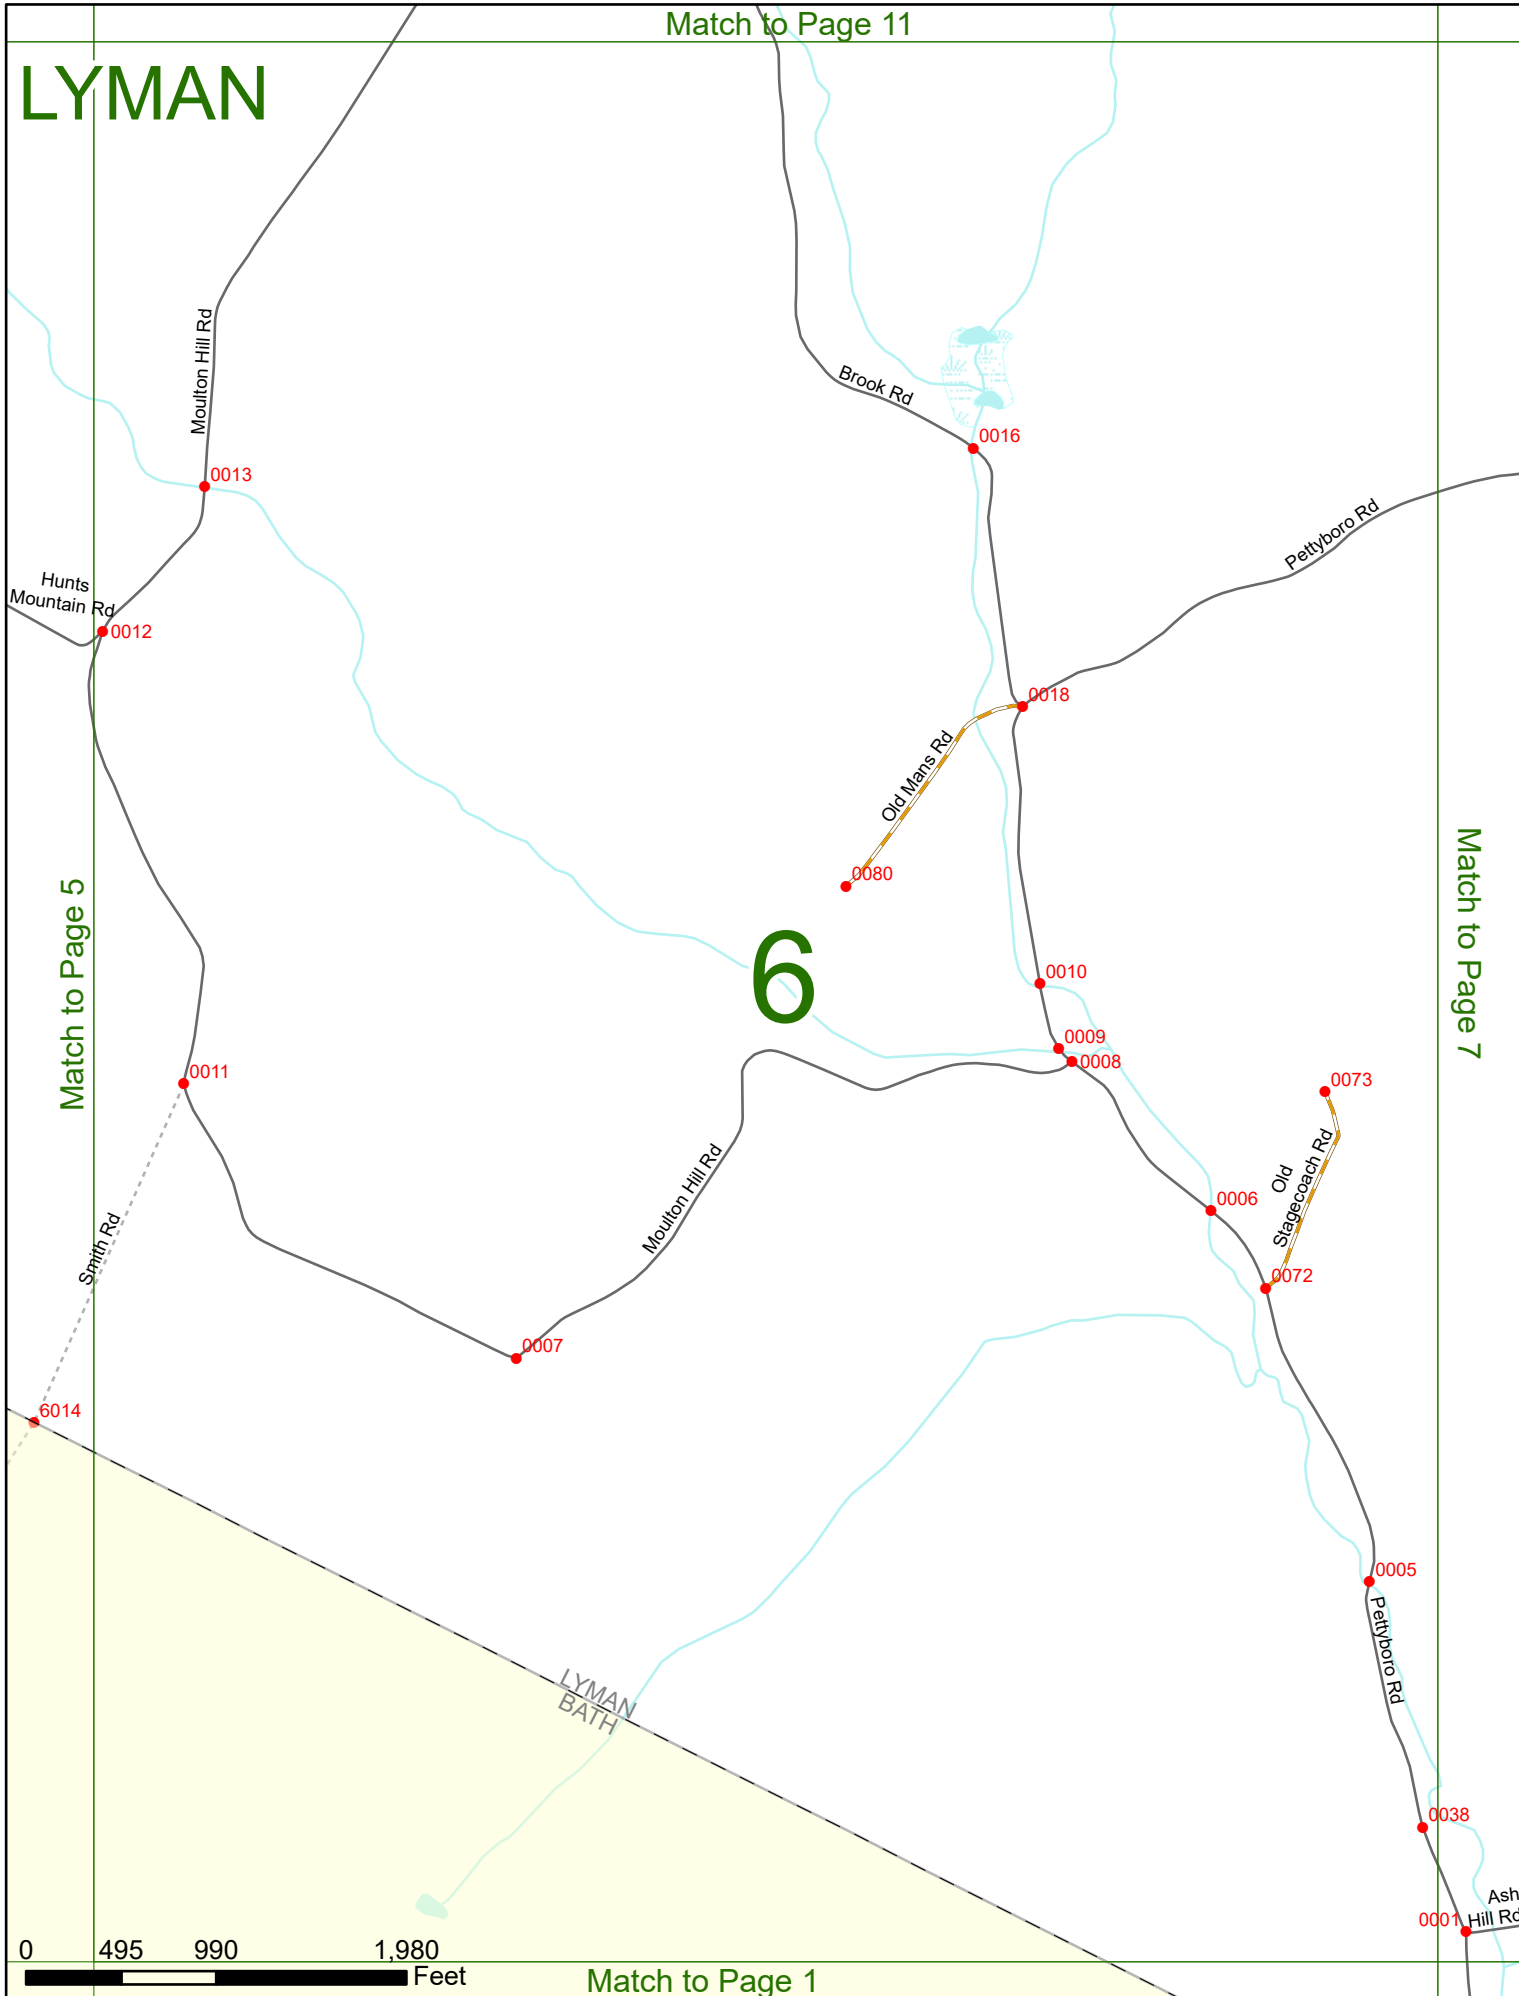 Match to Page 11
LYMAN
Moulton Hill Rd
Brook Rd
0016
0013
Pettyboro Rd
Hunts
Mountain Rd
0012
0018
Old Mans Rd
0080
Match to Page 5
Match to Page 7
6
0010
0009
0008
0011
0073
Old
Stagecoach Rd
Moulton Hill Rd
0006
Smith Rd
0072
0007
6014
0005
Pettyboro Rd
LYMAN
BATH
0038
Ash
Hill Rd
0001
0 495 990 1,980
Feet
Match to Page 1